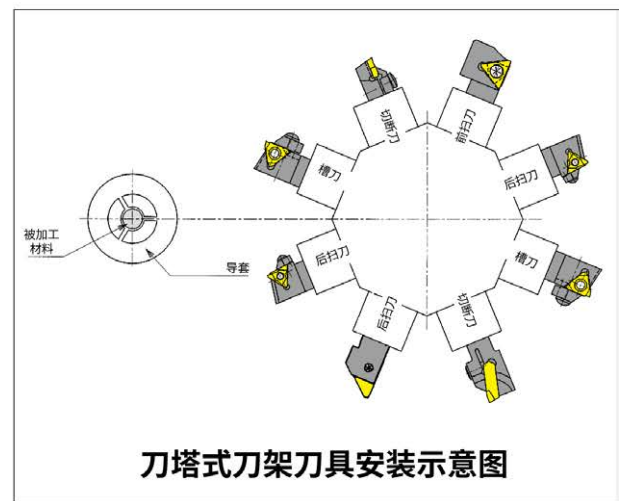 切断刀
前扫刀
槽刀
后扫刀
被加工
材料
导套
后扫刀
槽刀
后扫刀
切断刀
刀塔式刀架刀具安装示意图